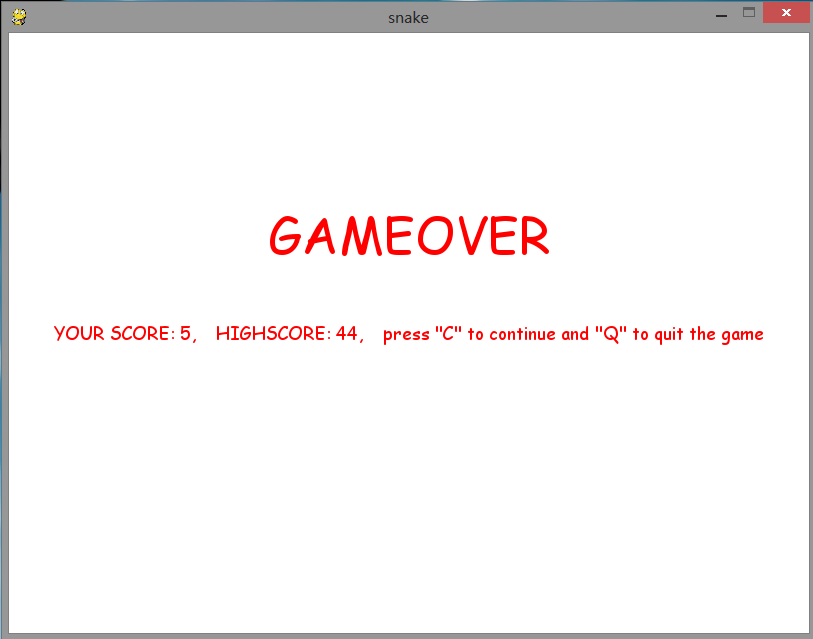 snake
GAMEOVER
YOUR SCORE: 5, HIGHSCORE: 44, press "C" to continue and "Q" to quit the game